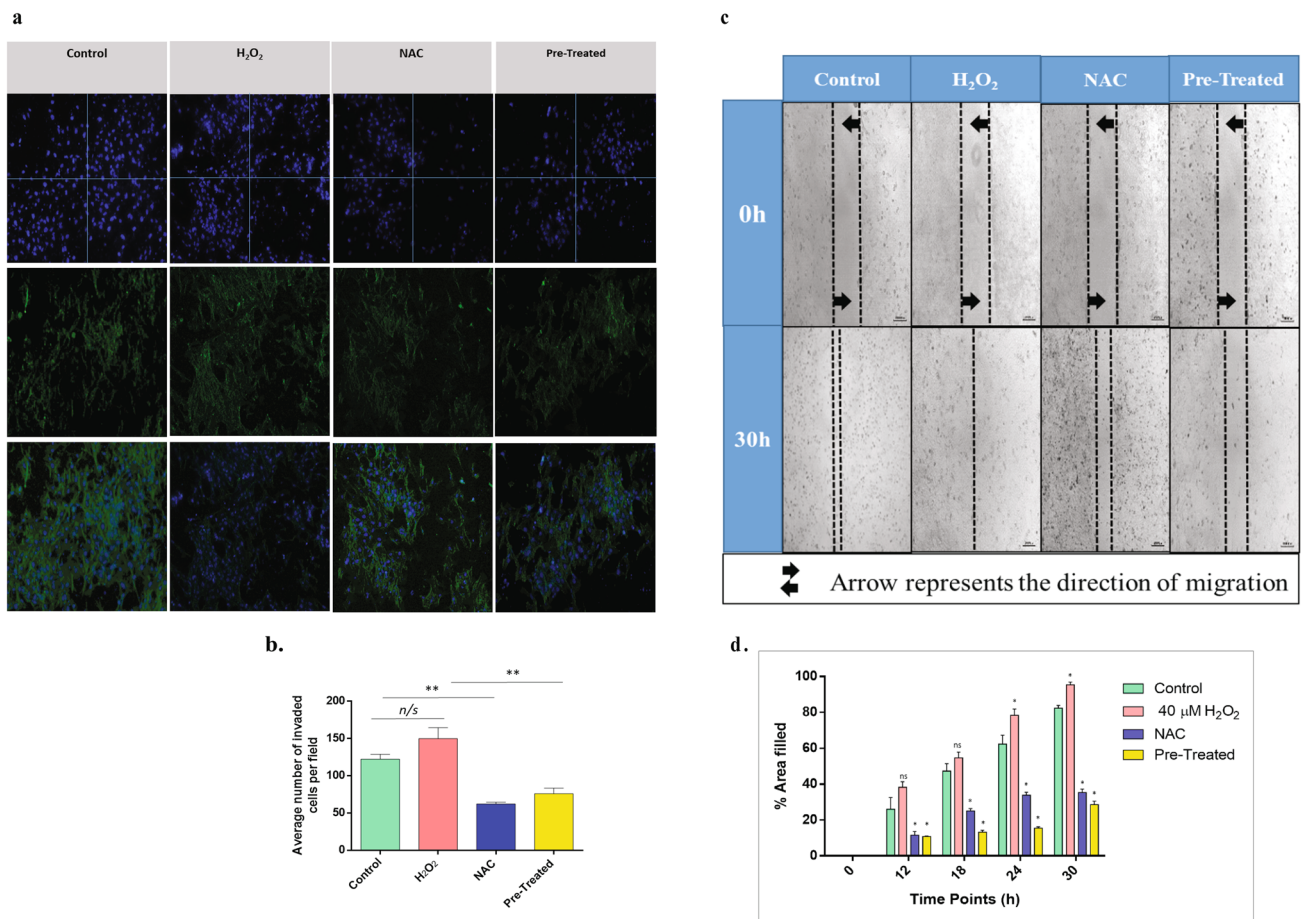 a
Control H₂O₂ NAC Pre-Treated
c
Control H₂O₂ NAC Pre-Treated
0h
30h
Arrow represents the direction of migration
b.
Average number of invaded
cells per field
200
150
100
50
0
n/s
**
**
Control H₂O₂ NAC Pre-Treated
d.
% Area filled
100
80
60
40
20
0
ns * *
ns * *
* * *
* * *
0 12 18 24 30
Time Points (h)
Control
40 µM H₂O₂
NAC
Pre-Treated